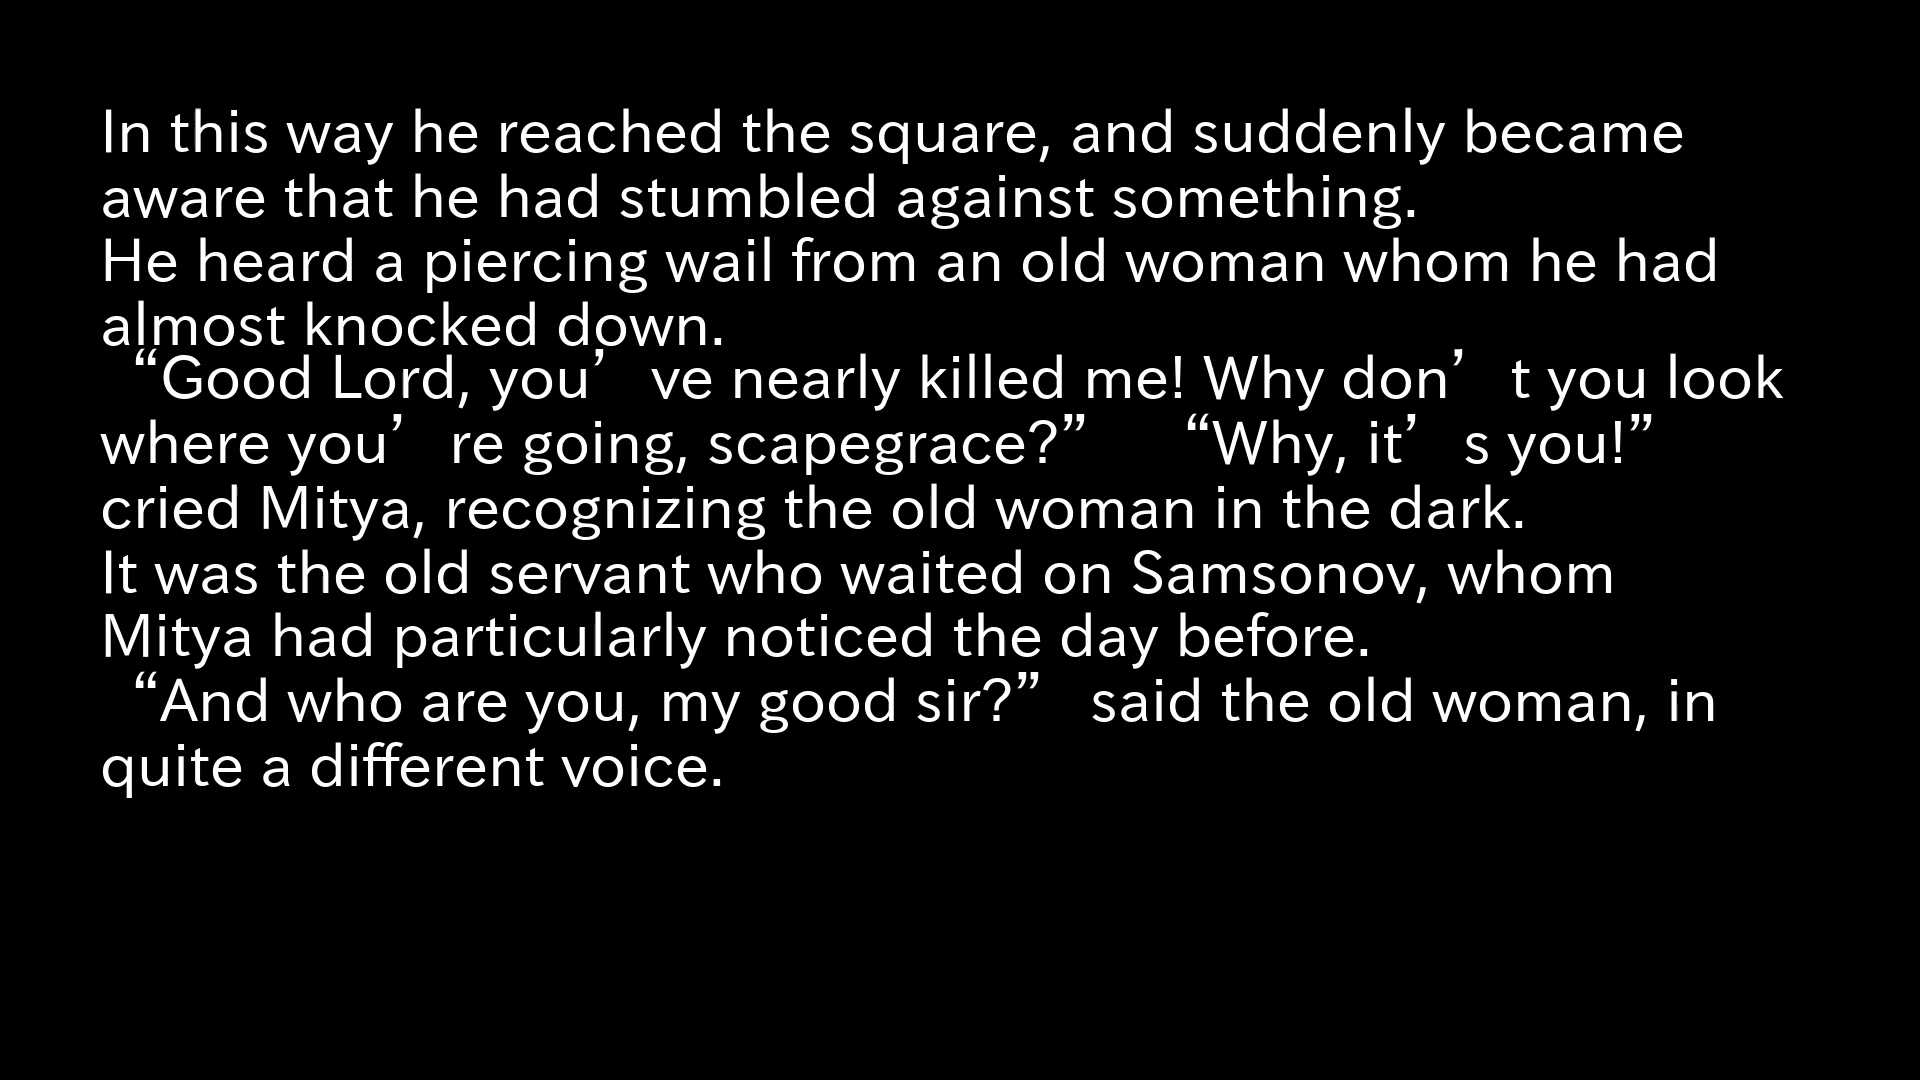 In this way he reached the square, and suddenly became
aware that he had stumbled against something.
He heard a piercing wail from an old woman whom he had
almost knocked down.
“Good Lord, you’ve nearly killed me! Why don’t you look
where you’re going, scapegrace?” “Why, it’s you!”
cried Mitya, recognizing the old woman in the dark.
It was the old servant who waited on Samsonov, whom
Mitya had particularly noticed the day before.
“And who are you, my good sir?” said the old woman, in
quite a different voice.